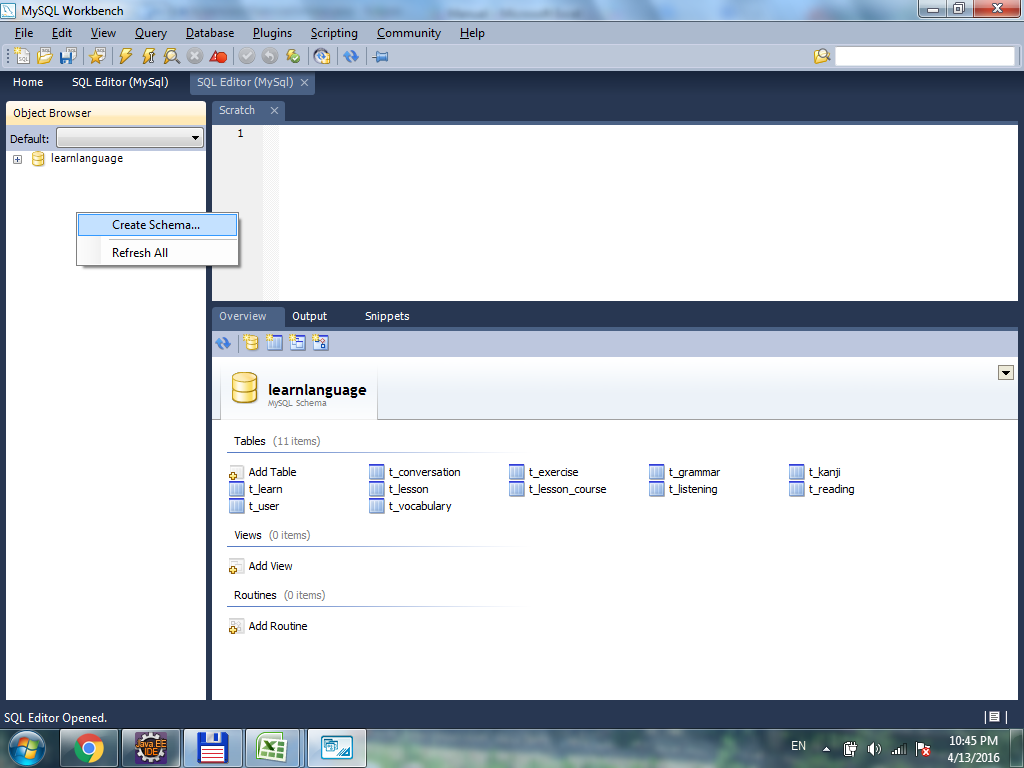 MySQL Workbench
File Edit View Query Database Plugins Scripting Community Help
Home SQL Editor (MySql) SQL Editor (MySql)
Object Browser
Scratch
Default:
1
learnlanguage
Create Schema...
Refresh All
Overview Output Snippets
learnlanguage
MySQL Schema
Tables (11 items)
Add Table t_conversation t_exercise t_grammar t_kanji
t_learn t_lesson t_lesson_course t_listening t_reading
t_user t_vocabulary
Views (0 items)
Add View
Routines (0 items)
Add Routine
SQL Editor Opened.
Java EE
IDE
EN
10:45 PM
4/13/2016